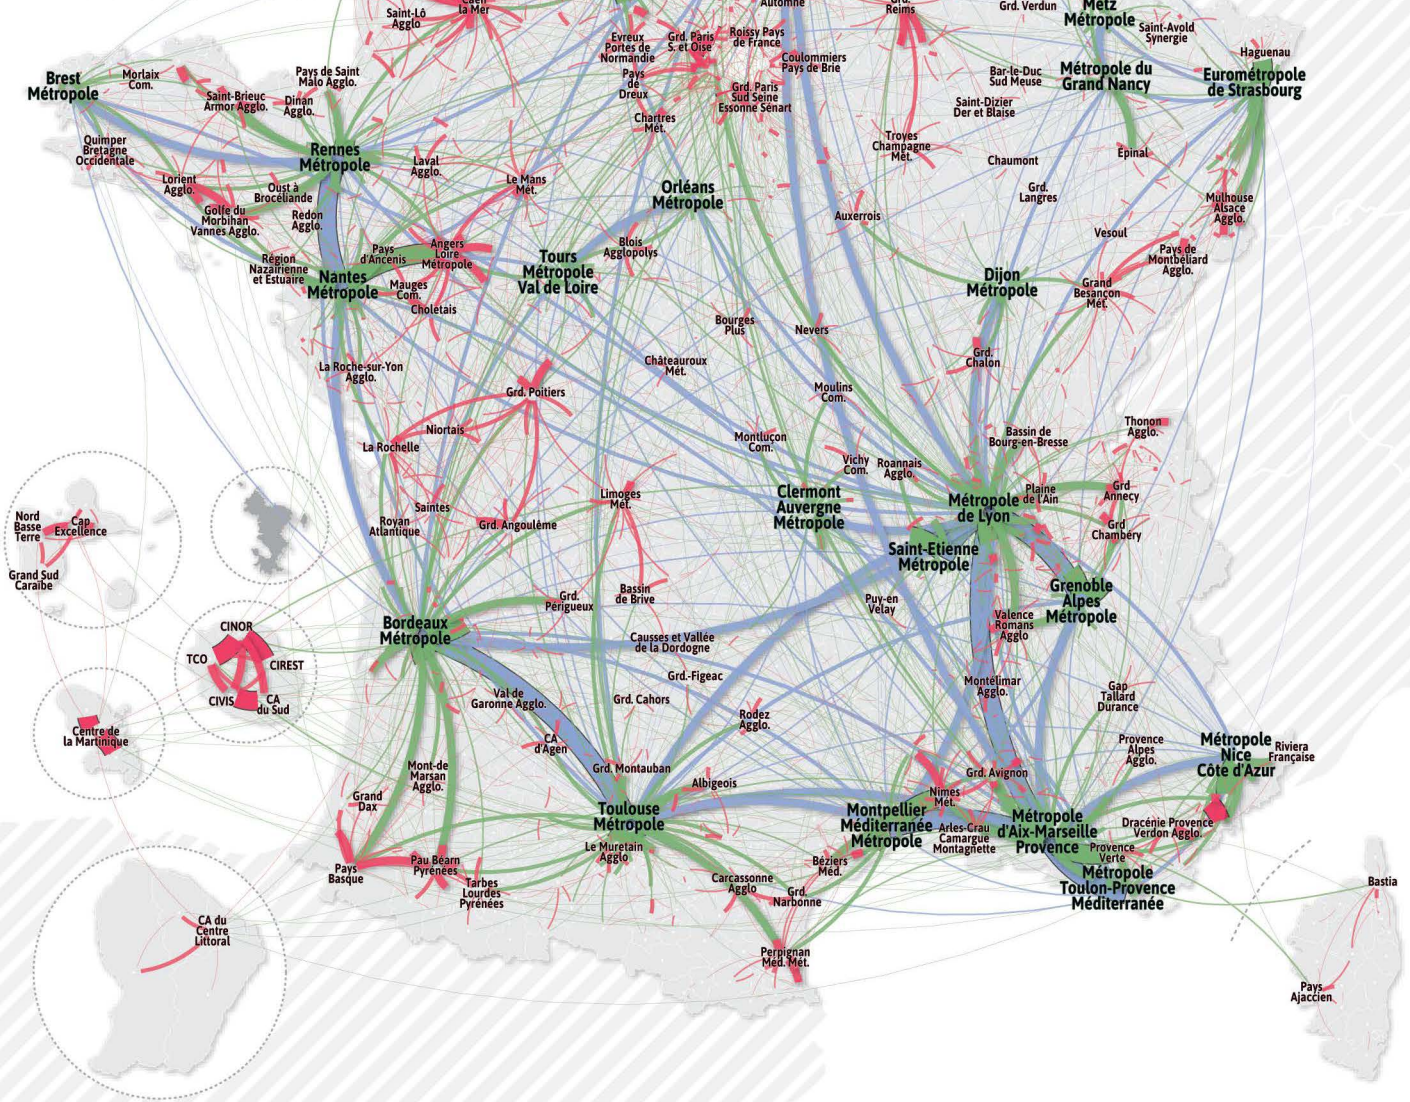 Caen
la Mer
Saint-Lô
Agglo
Automne
Grd.
Reims
Grd. Verdun
Metz
Métropole
Saint-Avold
Synergie
Evreux
Portes de
Normandie
Grd. Paris
S. et Oise
Roissy Pays
de France
Coulommiers
Pays de Brie
Haguenau
Eurométropole
de Strasbourg
Métropole du
Grand Nancy
Bar-le-Duc
Sud Meuse
Brest
Métropole
Morlaix
Com.
Pays de Saint
Malo Agglo.
Saint-Brieuc
Armor Agglo.
Dinan
Agglo.
Pays
de
Dreux
Grd. Paris
Sud Seine
Essonne Sénart
Saint-Dizier
Der et Blaise
Chartres
Mét.
Quimper
Bretagne
Occidentale
Rennes
Métropole
Laval
Agglo.
Troyes
Champagne
Mét.
Chaumont
Epinal
Lorient
Agglo.
Oust à
Brocéliande
Le Mans
Mét.
Orléans
Métropole
Grd.
Langres
Mulhouse
Alsace
Agglo.
Golfe du
Morbihan
Vannes Agglo.
Redon
Agglo.
Auxerrois
Vesoul
Pays de
Montbéliard
Agglo.
Région
Nazairienne
et Estuaire
Nantes
Métropole
Pays
d'Ancenis
Angers
Loire
Métropole
Mauges
Com.
Choletais
Tours
Métropole
Val de Loire
Blois
Agglopolys
Dijon
Métropole
Grand
Besançon
Mét.
Bourges
Plus
Nevers
La Roche-sur-Yon
Agglo.
Châteauroux
Mét.
Grd.
Chalon
Grd. Poitiers
Moulins
Com.
Niortais
La Rochelle
Montluçon
Com.
Bassin de
Bourg-en-Bresse
Thonon
Agglo.
Vichy
Com.
Roannais
Agglo.
Saintes
Royan
Atlantique
Grd. Angoulême
Limoges
Mét.
Clermont
Auvergne
Métropole
Métropole
de Lyon
Plaine
de l'Ain
Grd
Annecy
Grd
Chambéry
Saint-Etienne
Métropole
Nord
Basse
Terre
Cap
Excellence
Grand Sud
Caraïbe
Grenoble
Alpes
Métropole
Grd.
Périgueux
Bassin
de Brive
Puy-en
Velay
Valence
Romans
Agglo
Bordeaux
Métropole
Causses et Vallée
de la Dordogne
CINOR
TCO
CIREST
CIVIS
CA
du Sud
Grd.-Figeac
Montélimar
Agglo.
Gap
Tallard
Durance
Val de
Garonne Agglo.
Grd. Cahors
Rodez
Agglo.
Centre de
la Martinique
CA
d'Agen
Provence
Alpes
Agglo.
Métropole
Nice
Côte d'Azur
Riviera
Française
Mont-de
Marsan
Agglo.
Grd. Montauban
Albigeois
Grd. Avignon
Nîmes
Mét.
Grand
Dax
Toulouse
Métropole
Montpellier
Méditerranée
Métropole
Arles-Crau
Camargue
Montagnette
Métropole
d'Aix-Marseille
Provence
Dracénie Provence
Verdon Agglo.
Provence
Verte
Le Muretain
Agglo
Pays
Basque
Pau Béarn
Pyrénées
Tarbes
Lourdes
Pyrénées
Béziers
Méd.
Métropole
Toulon-Provence
Méditerranée
Carcassonne
Agglo
Grd.
Narbonne
Bastia
CA du
Centre
Littoral
Perpignan
Méd. Mét.
Pays
Ajaccien